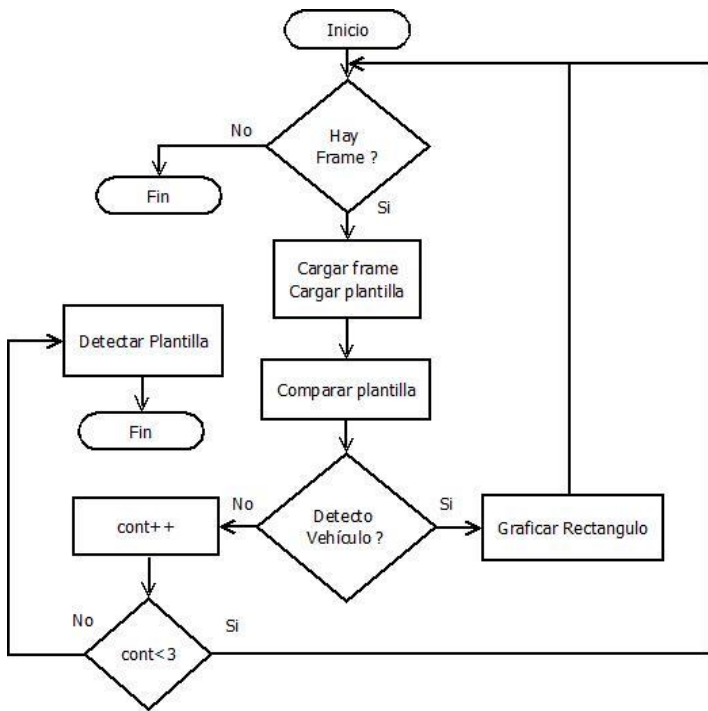 Inicio
No
Hay
Frame ?
Fin
Si
Cargar frame
Cargar plantilla
Detectar Plantilla
Comparar plantilla
Fin
No
Detecto
Vehículo ?
Si
cont++
Graficar Rectangulo
No
cont<3
Si